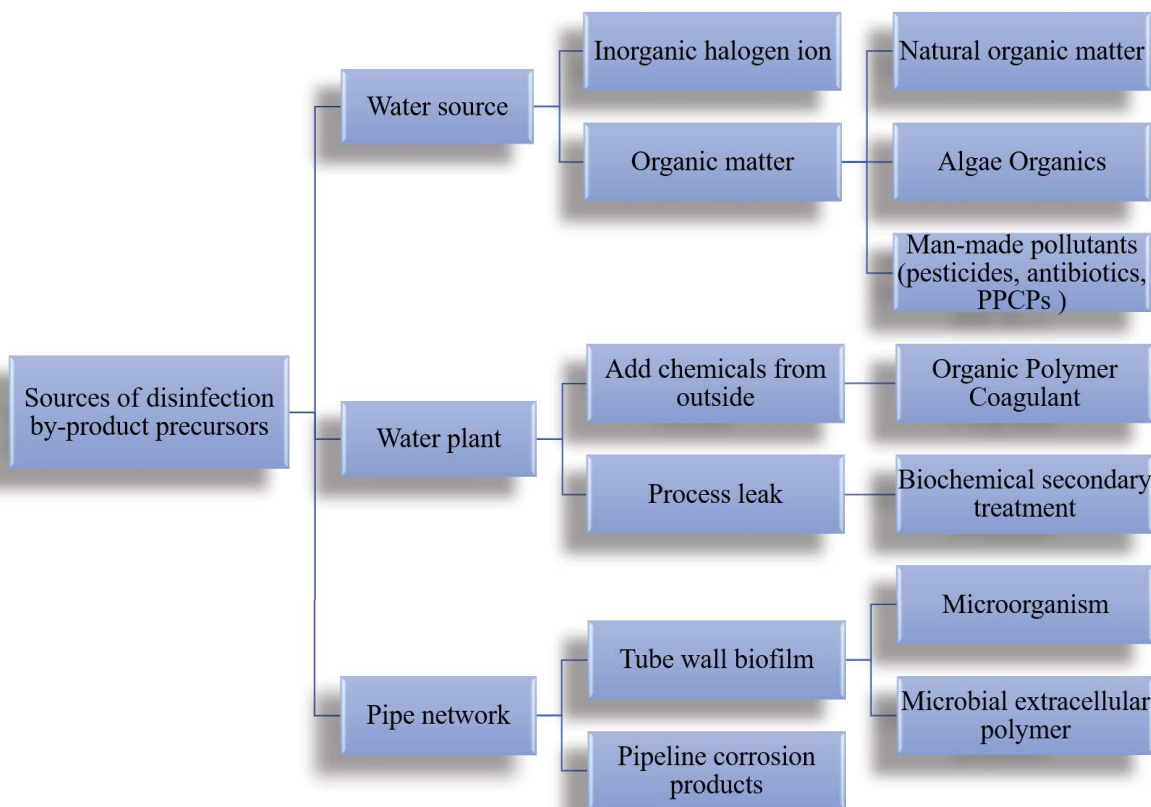 Sources of disinfection
by-product precursors
Water source
Inorganic halogen ion
Organic matter
Natural organic matter
Algae Organics
Man-made pollutants
(pesticides, antibiotics,
PPCPs )
Water plant
Add chemicals from
outside
Organic Polymer
Coagulant
Process leak
Biochemical secondary
treatment
Pipe network
Tube wall biofilm
Microorganism
Microbial extracellular
polymer
Pipeline corrosion
products